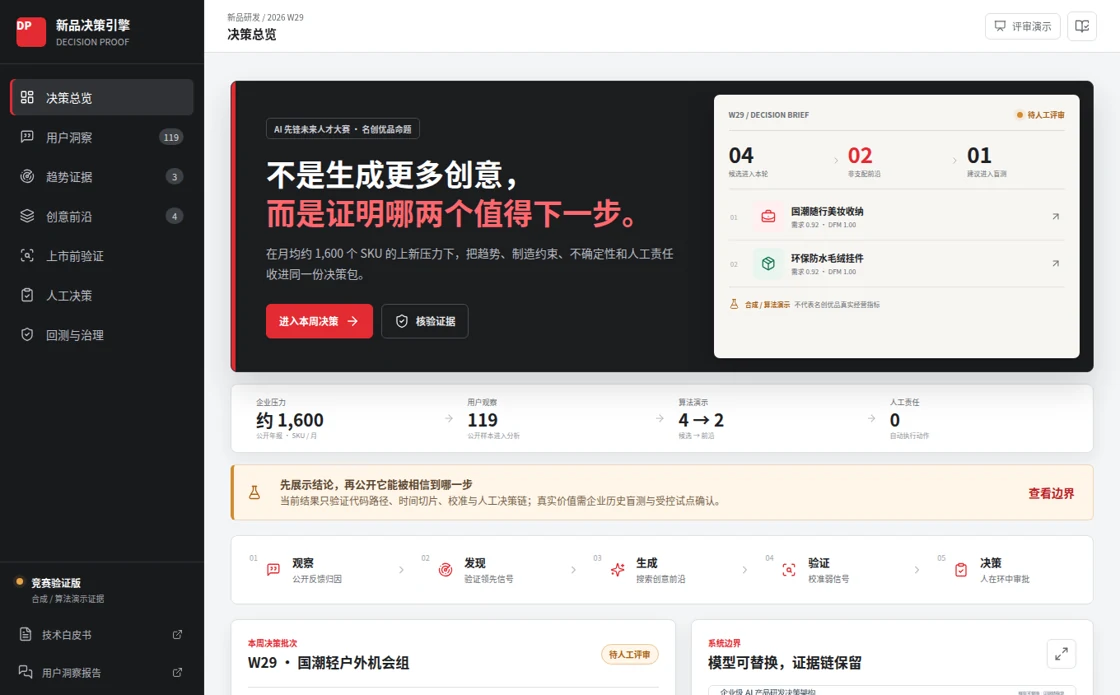 DP
新品决策引擎
DECISION PROOF
决策总览
用户洞察
119
趋势证据
3
创意前沿
4
上市前验证
人工决策
回测与治理
竞赛验证版
合成 / 算法演示证据
技术白皮书
用户洞察报告
新品研发 / 2026 W29
决策总览
评审演示
AI 先锋未来人才大赛 · 名创优品命题
不是生成更多创意，
而是证明哪两个值得下一步。
在月均约 1,600 个 SKU 的上新压力下，把趋势、制造约束、不确定性和人工责任
收进同一份决策包。
进入本周决策
核验证据
W29 / DECISION BRIEF
待人工评审
04
候选进入本轮
02
非支配前沿
01
建议进入盲测
01
国潮随行美妆收纳
需求 0.92 · DFM 1.00
02
环保防水毛绒挂件
需求 0.92 · DFM 1.00
合成 / 算法演示 不代表名创优品真实经营指标
企业压力
约 1,600
公开年报 · SKU / 月
用户观察
119
公开样本进入分析
算法演示
4 → 2
候选 → 前沿
人工责任
0
自动执行动作
先展示结论，再公开它能被相信到哪一步
当前结果只验证代码路径、时间切片、校准与人工决策链；真实价值需企业历史盲测与受控试点确认。
查看边界
01
观察
公开反馈归因
02
发现
验证领先信号
03
生成
搜索创意前沿
04
验证
校准弱信号
05
决策
人在环中审批
本周决策批次
W29 · 国潮轻户外机会组
待人工评审
系统边界
模型可替换，证据链保留
企业级 AI 产品研发决策架构